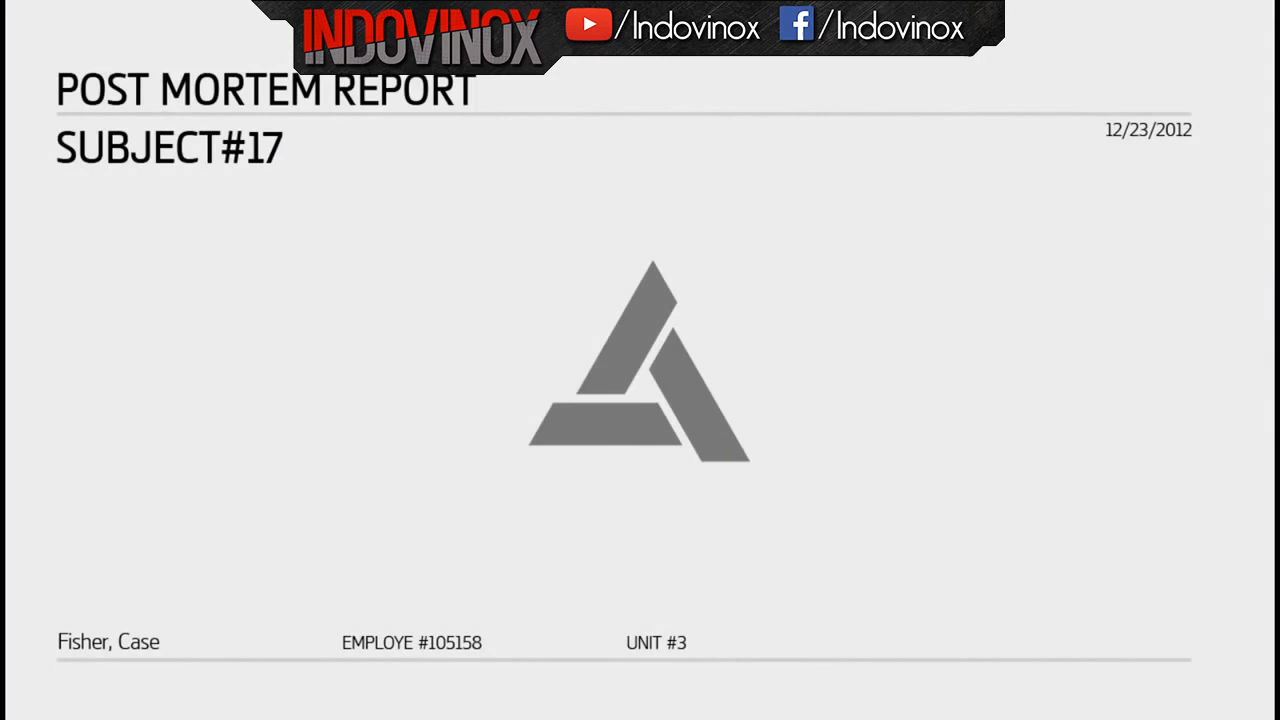 INDOVINOX /Indovinox /Indovinox
POST MORTEM REPORT
SUBJECT#17
12/23/2012
Fisher, Case EMPLOYE #105158 UNIT #3